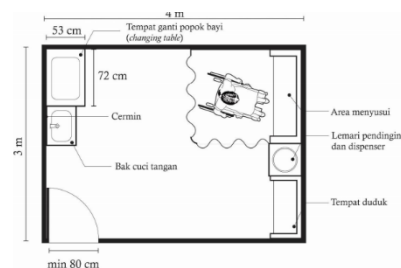 4 m
53 cm
Tempat ganti popok bayi
(changing table)
72 cm
Cermin
Area menyusui
Lemari pendingin
dan dispenser
3 m
Bak cuci tangan
Tempat duduk
min 80 cm